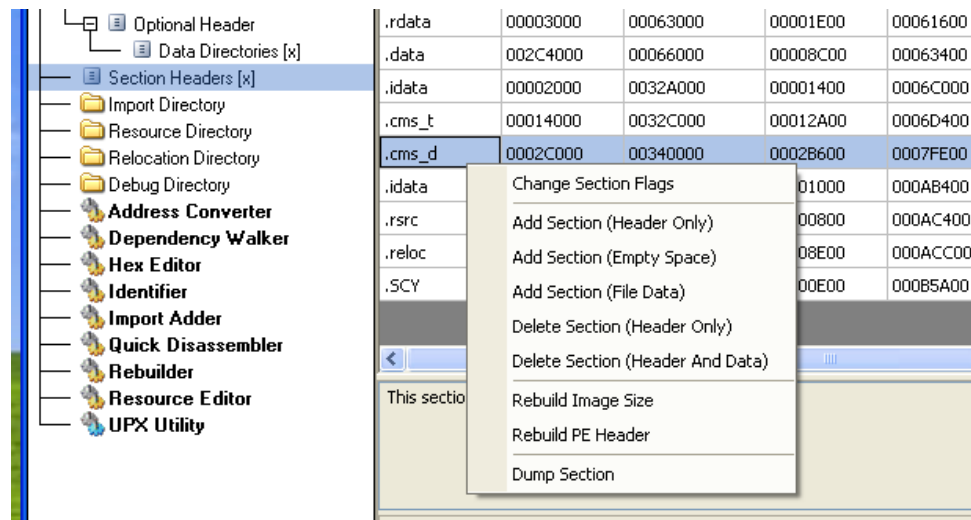 Optional Header
Data Directories [x]
Section Headers [x]
Import Directory
Resource Directory
Relocation Directory
Debug Directory
Address Converter
Dependency Walker
Hex Editor
Identifier
Import Adder
Quick Disassembler
Rebuilder
Resource Editor
UPX Utility
.rdata 00003000 00063000 00001E00 00061600
.data 002C4000 00066000 00008C00 00063400
.idata 00002000 0032A000 00001400 0006C000
.cms_t 00014000 0032C000 00012A00 0006D400
.cms_d 0002C000 00340000 0002B600 0007FE00
.idata 01000 000AB400
.rsrc 00800 000AC400
.reloc 08E00 000ACC00
.SCY 00E00 000B5A00
Change Section Flags
Add Section (Header Only)
Add Section (Empty Space)
Add Section (File Data)
Delete Section (Header Only)
Delete Section (Header And Data)
Rebuild Image Size
Rebuild PE Header
Dump Section
This sectio